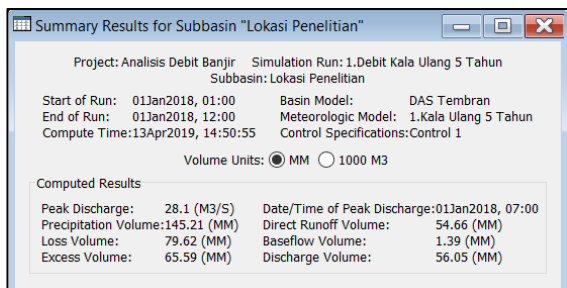 Summary Results for Subbasin "Lokasi Penelitian"
Project: Analisis Debit Banjir Simulation Run: 1.Debit Kala Ulang 5 Tahun
Subbasin: Lokasi Penelitian
Start of Run: 01Jan2018, 01:00 Basin Model: DAS Tembran
End of Run: 01Jan2018, 12:00 Meteorologic Model: 1.Kala Ulang 5 Tahun
Compute Time:13Apr2019, 14:50:55 Control Specifications:Control 1
Volume Units: MM 1000 M3
Computed Results
Peak Discharge: 28.1 (M3/S) Date/Time of Peak Discharge:01Jan2018, 07:00
Precipitation Volume:145.21 (MM) Direct Runoff Volume: 54.66 (MM)
Loss Volume: 79.62 (MM) Baseflow Volume: 1.39 (MM)
Excess Volume: 65.59 (MM) Discharge Volume: 56.05 (MM)